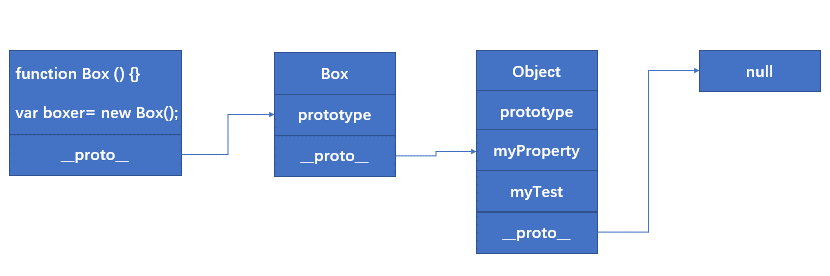 function Box () {}
var boxer= new Box();
__proto__
Box
prototype
__proto__
Object
prototype
myProperty
myTest
__proto__
null